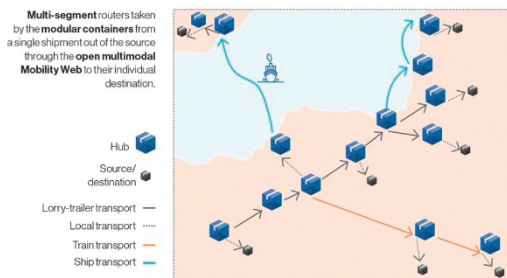 Multi-segment routers taken
by the modular containers from
a single shipment out of the source
through the open multimodal
Mobility Web to their individual
destination.
Hub
Source/
destination
Lorry-trailer transport
Local transport
Train transport
Ship transport